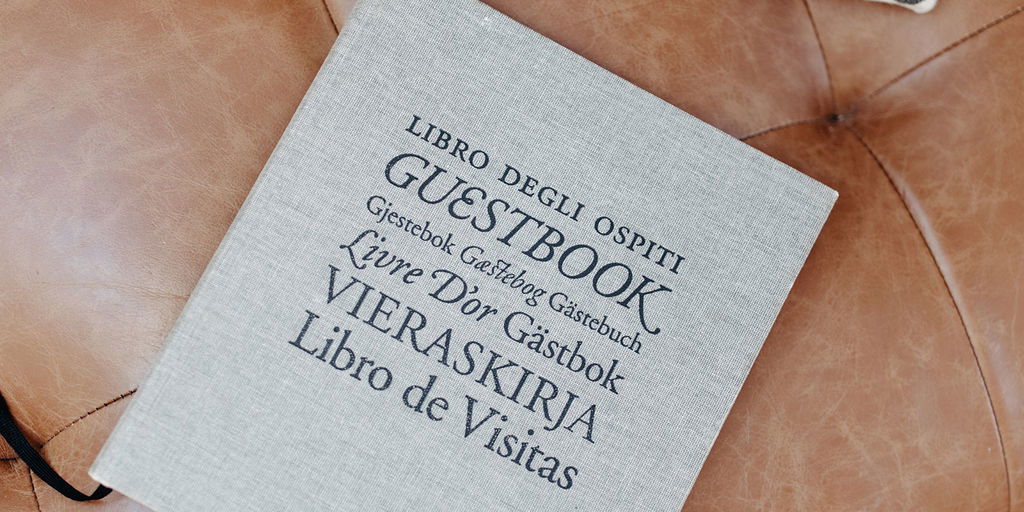 LIBRO DEGLI OSPITI
GUESTBOOK
Gjestebok Gæstebog Gästebuch
Livre D'or Gästbok
VIERASKIRJA
Libro de Visitas